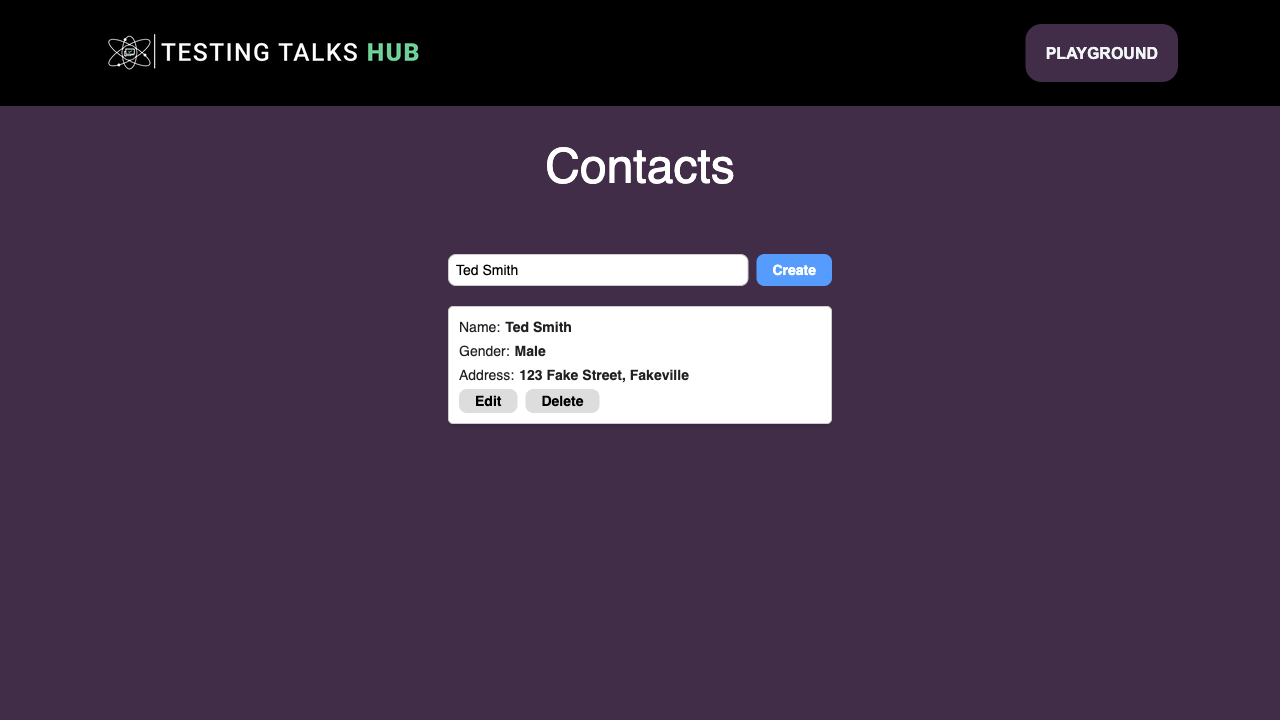 TESTING TALKS HUB
PLAYGROUND
Contacts
Ted Smith
Create
Name: Ted Smith
Gender: Male
Address: 123 Fake Street, Fakeville
Edit Delete